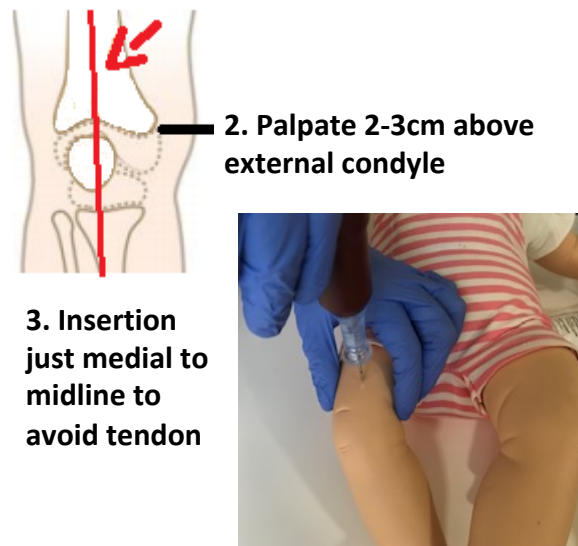 2. Palpate 2-3cm above
external condyle
3. Insertion
just medial to
midline to
avoid tendon